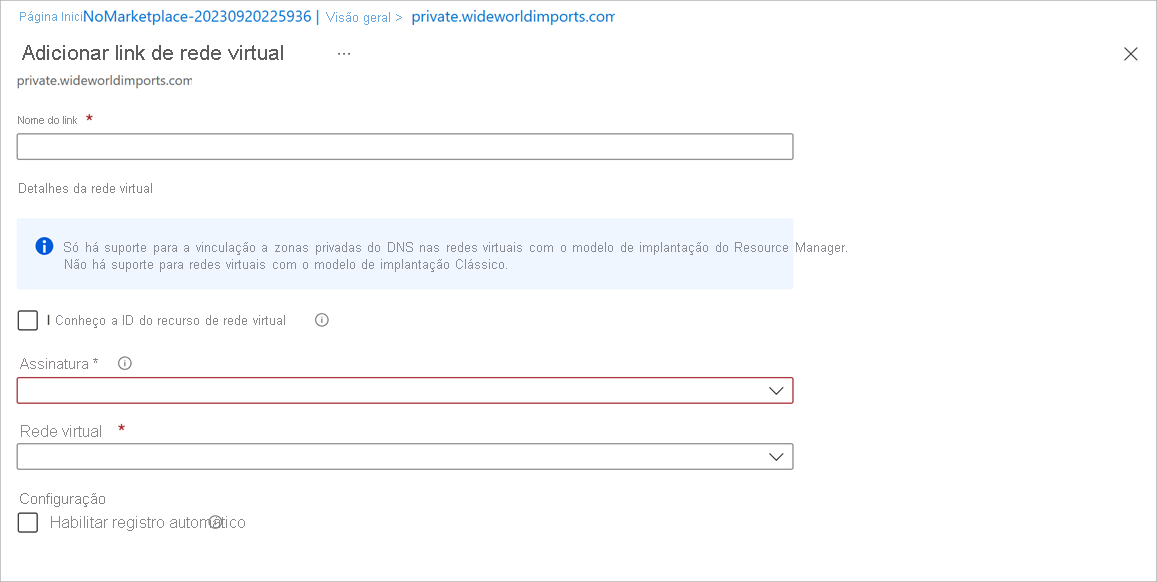 Página IniciNoMarketplace-20230920225936 | Visão geral > private.wideworldimports.com
Adicionar link de rede virtual ...
private.wideworldimports.com
Nome do link *
Detalhes da rede virtual
Só há suporte para a vinculação a zonas privadas do DNS nas redes virtuais com o modelo de implantação do Resource Manager.
Não há suporte para redes virtuais com o modelo de implantação Clássico.
I Conheço a ID do recurso de rede virtual
Assinatura *
Rede virtual *
Configuração
Habilitar registro automático